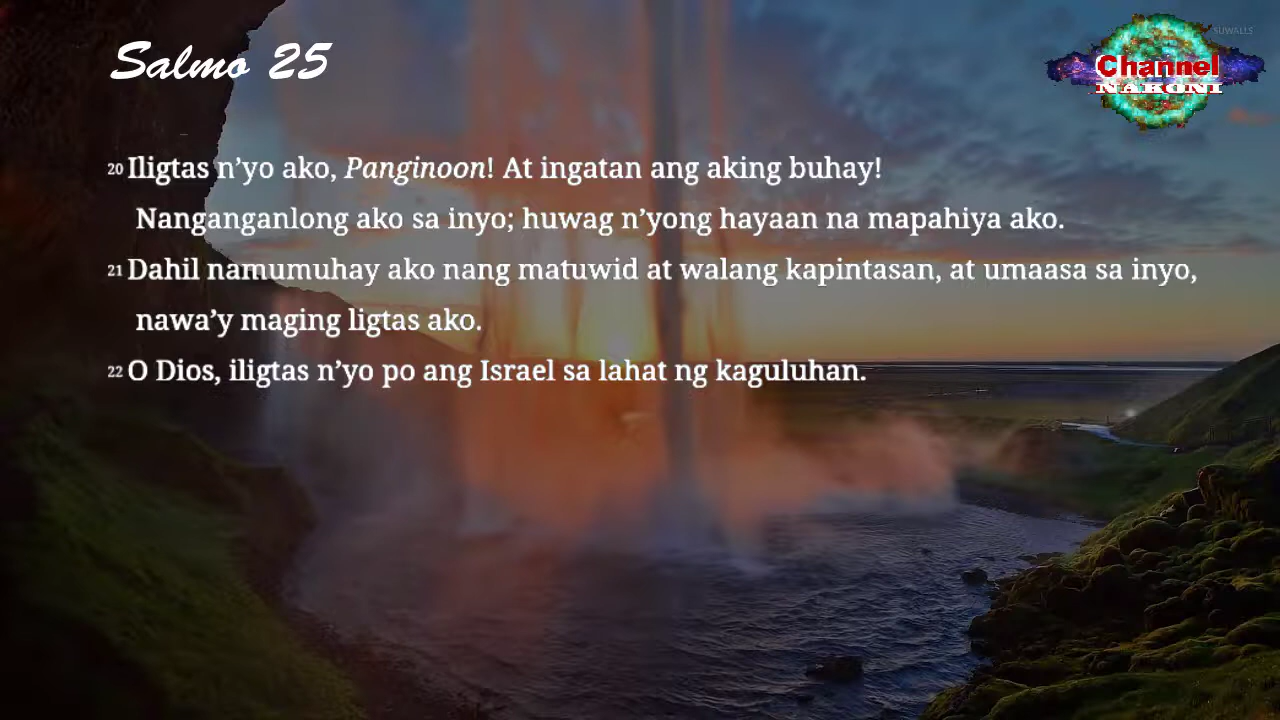 Salmo 25
SUWALLS
Channel
NAKONI
20 Iligtas n’yo ako, Panginoon! At ingatan ang aking buhay!
Nanganganlong ako sa inyo; huwag n’yong hayaan na mapahiya ako.
21 Dahil namumuhay ako nang matuwid at walang kapintasan, at umaasa sa inyo,
nawa’y maging ligtas ako.
22 O Dios, iligtas n’yo po ang Israel sa lahat ng kaguluhan.